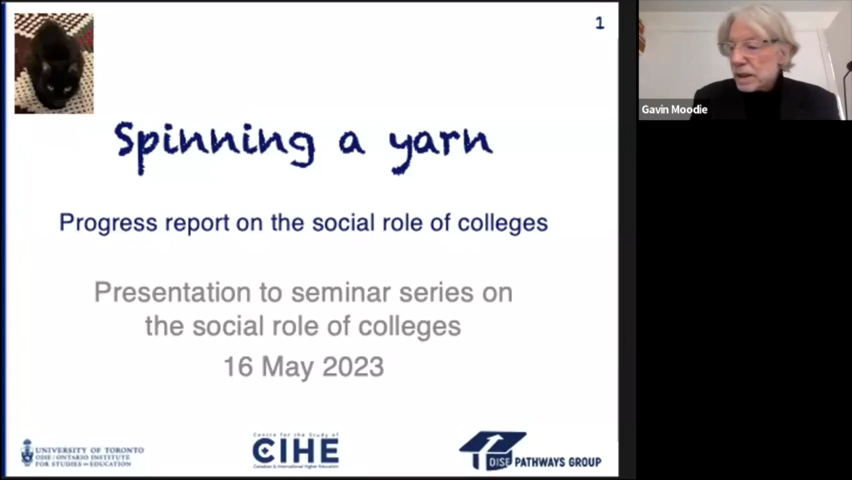 1
Spinning a yarn
Progress report on the social role of colleges
Presentation to seminar series on
the social role of colleges
16 May 2023
UNIVERSITY OF TORONTO
OISE | ONTARIO INSTITUTE
FOR STUDIES IN EDUCATION
Centre for the Study of
CIHE
Canadian & International Higher Education
OISE PATHWAYS GROUP
Gavin Moodie